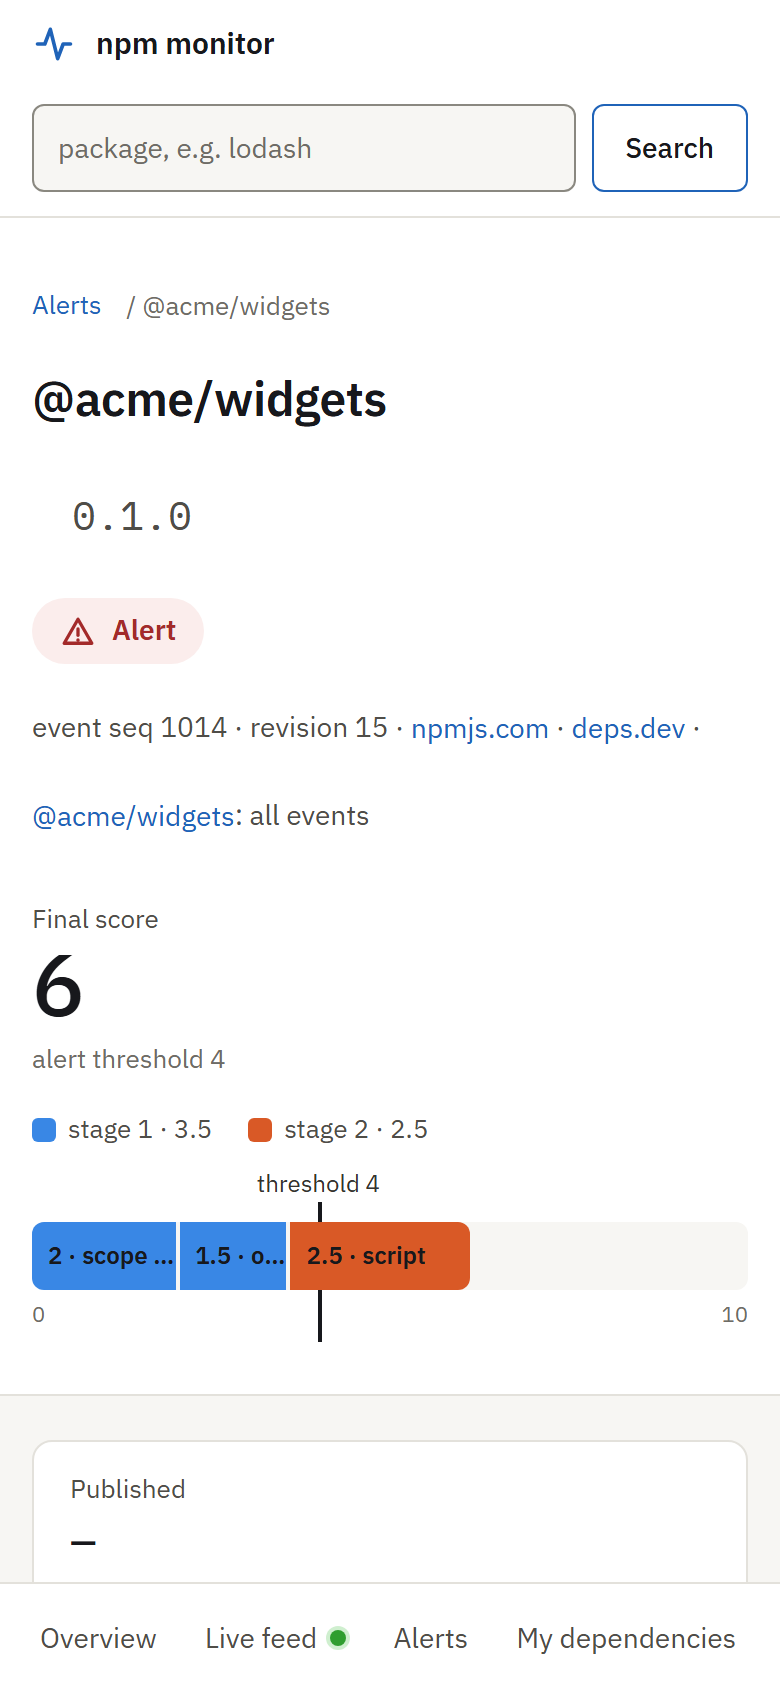 npm monitor
package, e.g. lodash
Search
Alerts / @acme/widgets
@acme/widgets
0.1.0
Alert
event seq 1014 · revision 15 · npmjs.com · deps.dev ·
@acme/widgets: all events
Final score
6
alert threshold 4
stage 1 · 3.5 stage 2 · 2.5
threshold 4
2 · scope ... 1.5 · o... 2.5 · script
0 10
Published
–
Overview Live feed Alerts My dependencies